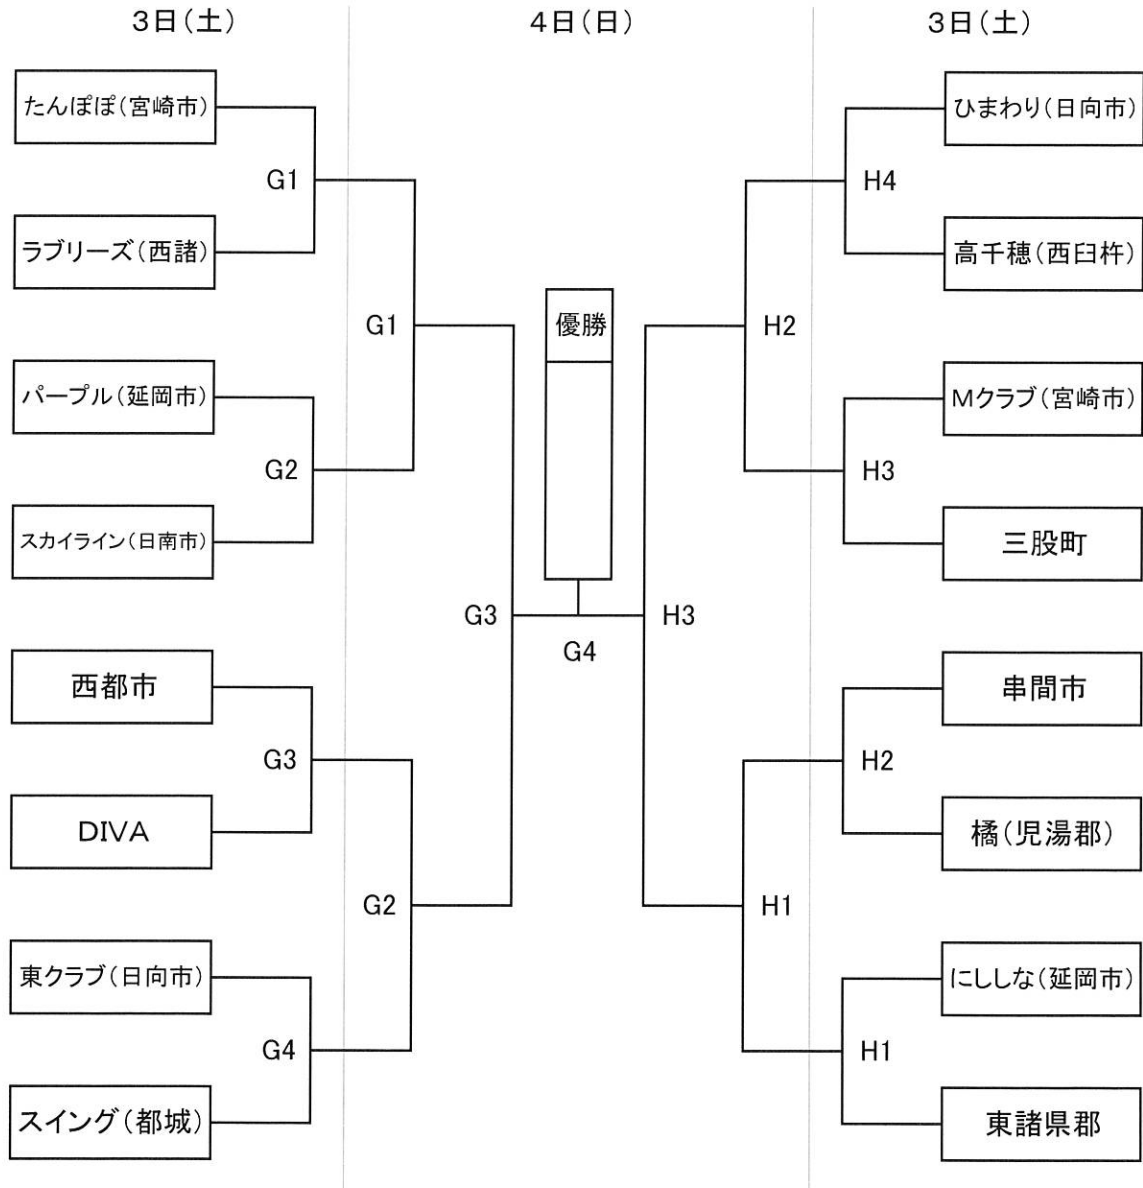 3日(土)
4日(日)
3日(土)
たんぽぽ(宮崎市)
G1
ラブリーズ(西諸)
G1
パープル(延岡市)
G2
スカイライン(日南市)
G3
西都市
G3
DIVA
G2
東クラブ(日向市)
G4
スイング(都城)
優勝
G4
ひまわり(日向市)
H4
高千穂(西臼杵)
H2
Mクラブ(宮崎市)
H3
三股町
H3
串間市
H2
橘(児湯郡)
H1
にししな(延岡市)
H1
東諸県郡